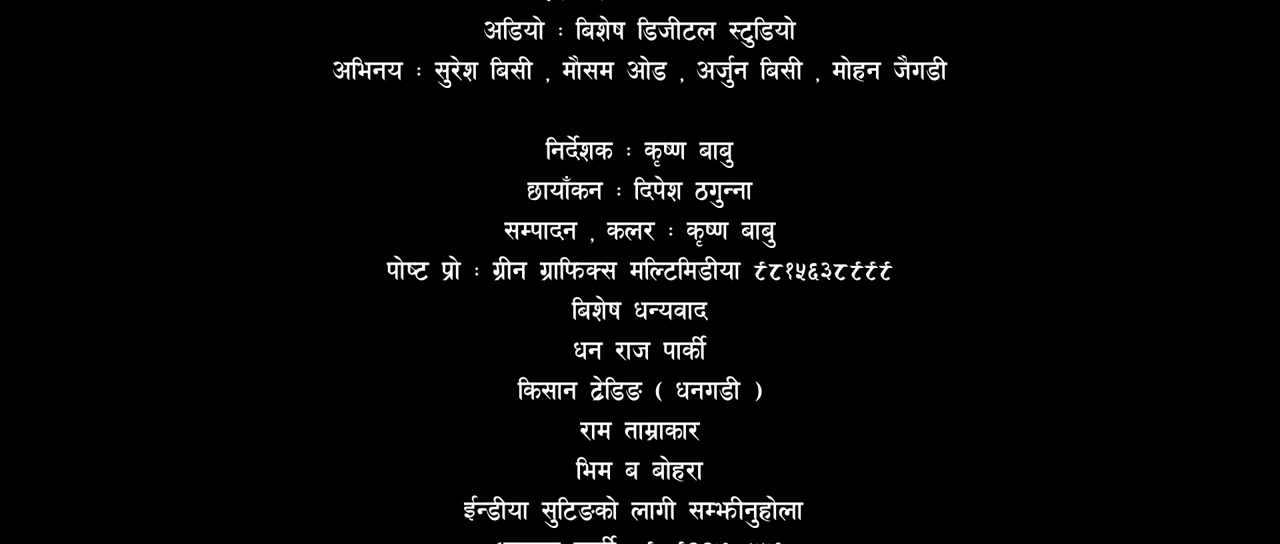 अडियो : बिशेष डिजीटल स्टुडियो
अभिनय : सुरेश बिसी , मौसम ओड , अर्जुन बिसी , मोहन जैगडी
निर्देशक : कृष्ण बाबु
छायाँकन : दिपेश ठगुन्ना
सम्पादन , कलर : कृष्ण बाबु
पोष्ट प्रो : ग्रीन ग्राफिक्स मल्टिमिडीया ९८१५६३८९९९
बिशेष धन्यवाद
धन राज पार्की
किसान ट्रेडिङ ( धनगडी )
राम ताम्राकार
भिम ब बोहरा
ईन्डीया सुटिङको लागी सम्झीनुहोला